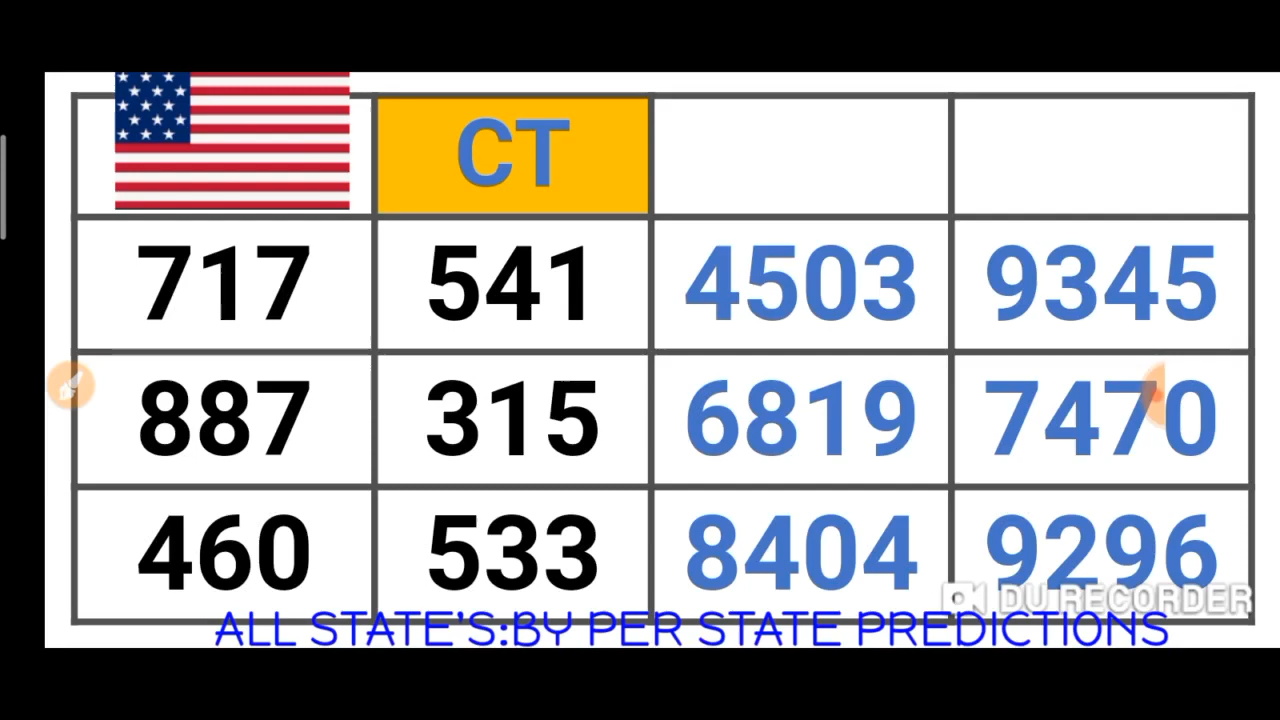 CT
717 541 4503 9345
887 315 6819 7470
460 533 8404 9296
DU RECORDER
ALL STATE'S:BY PER STATE PREDICTIONS